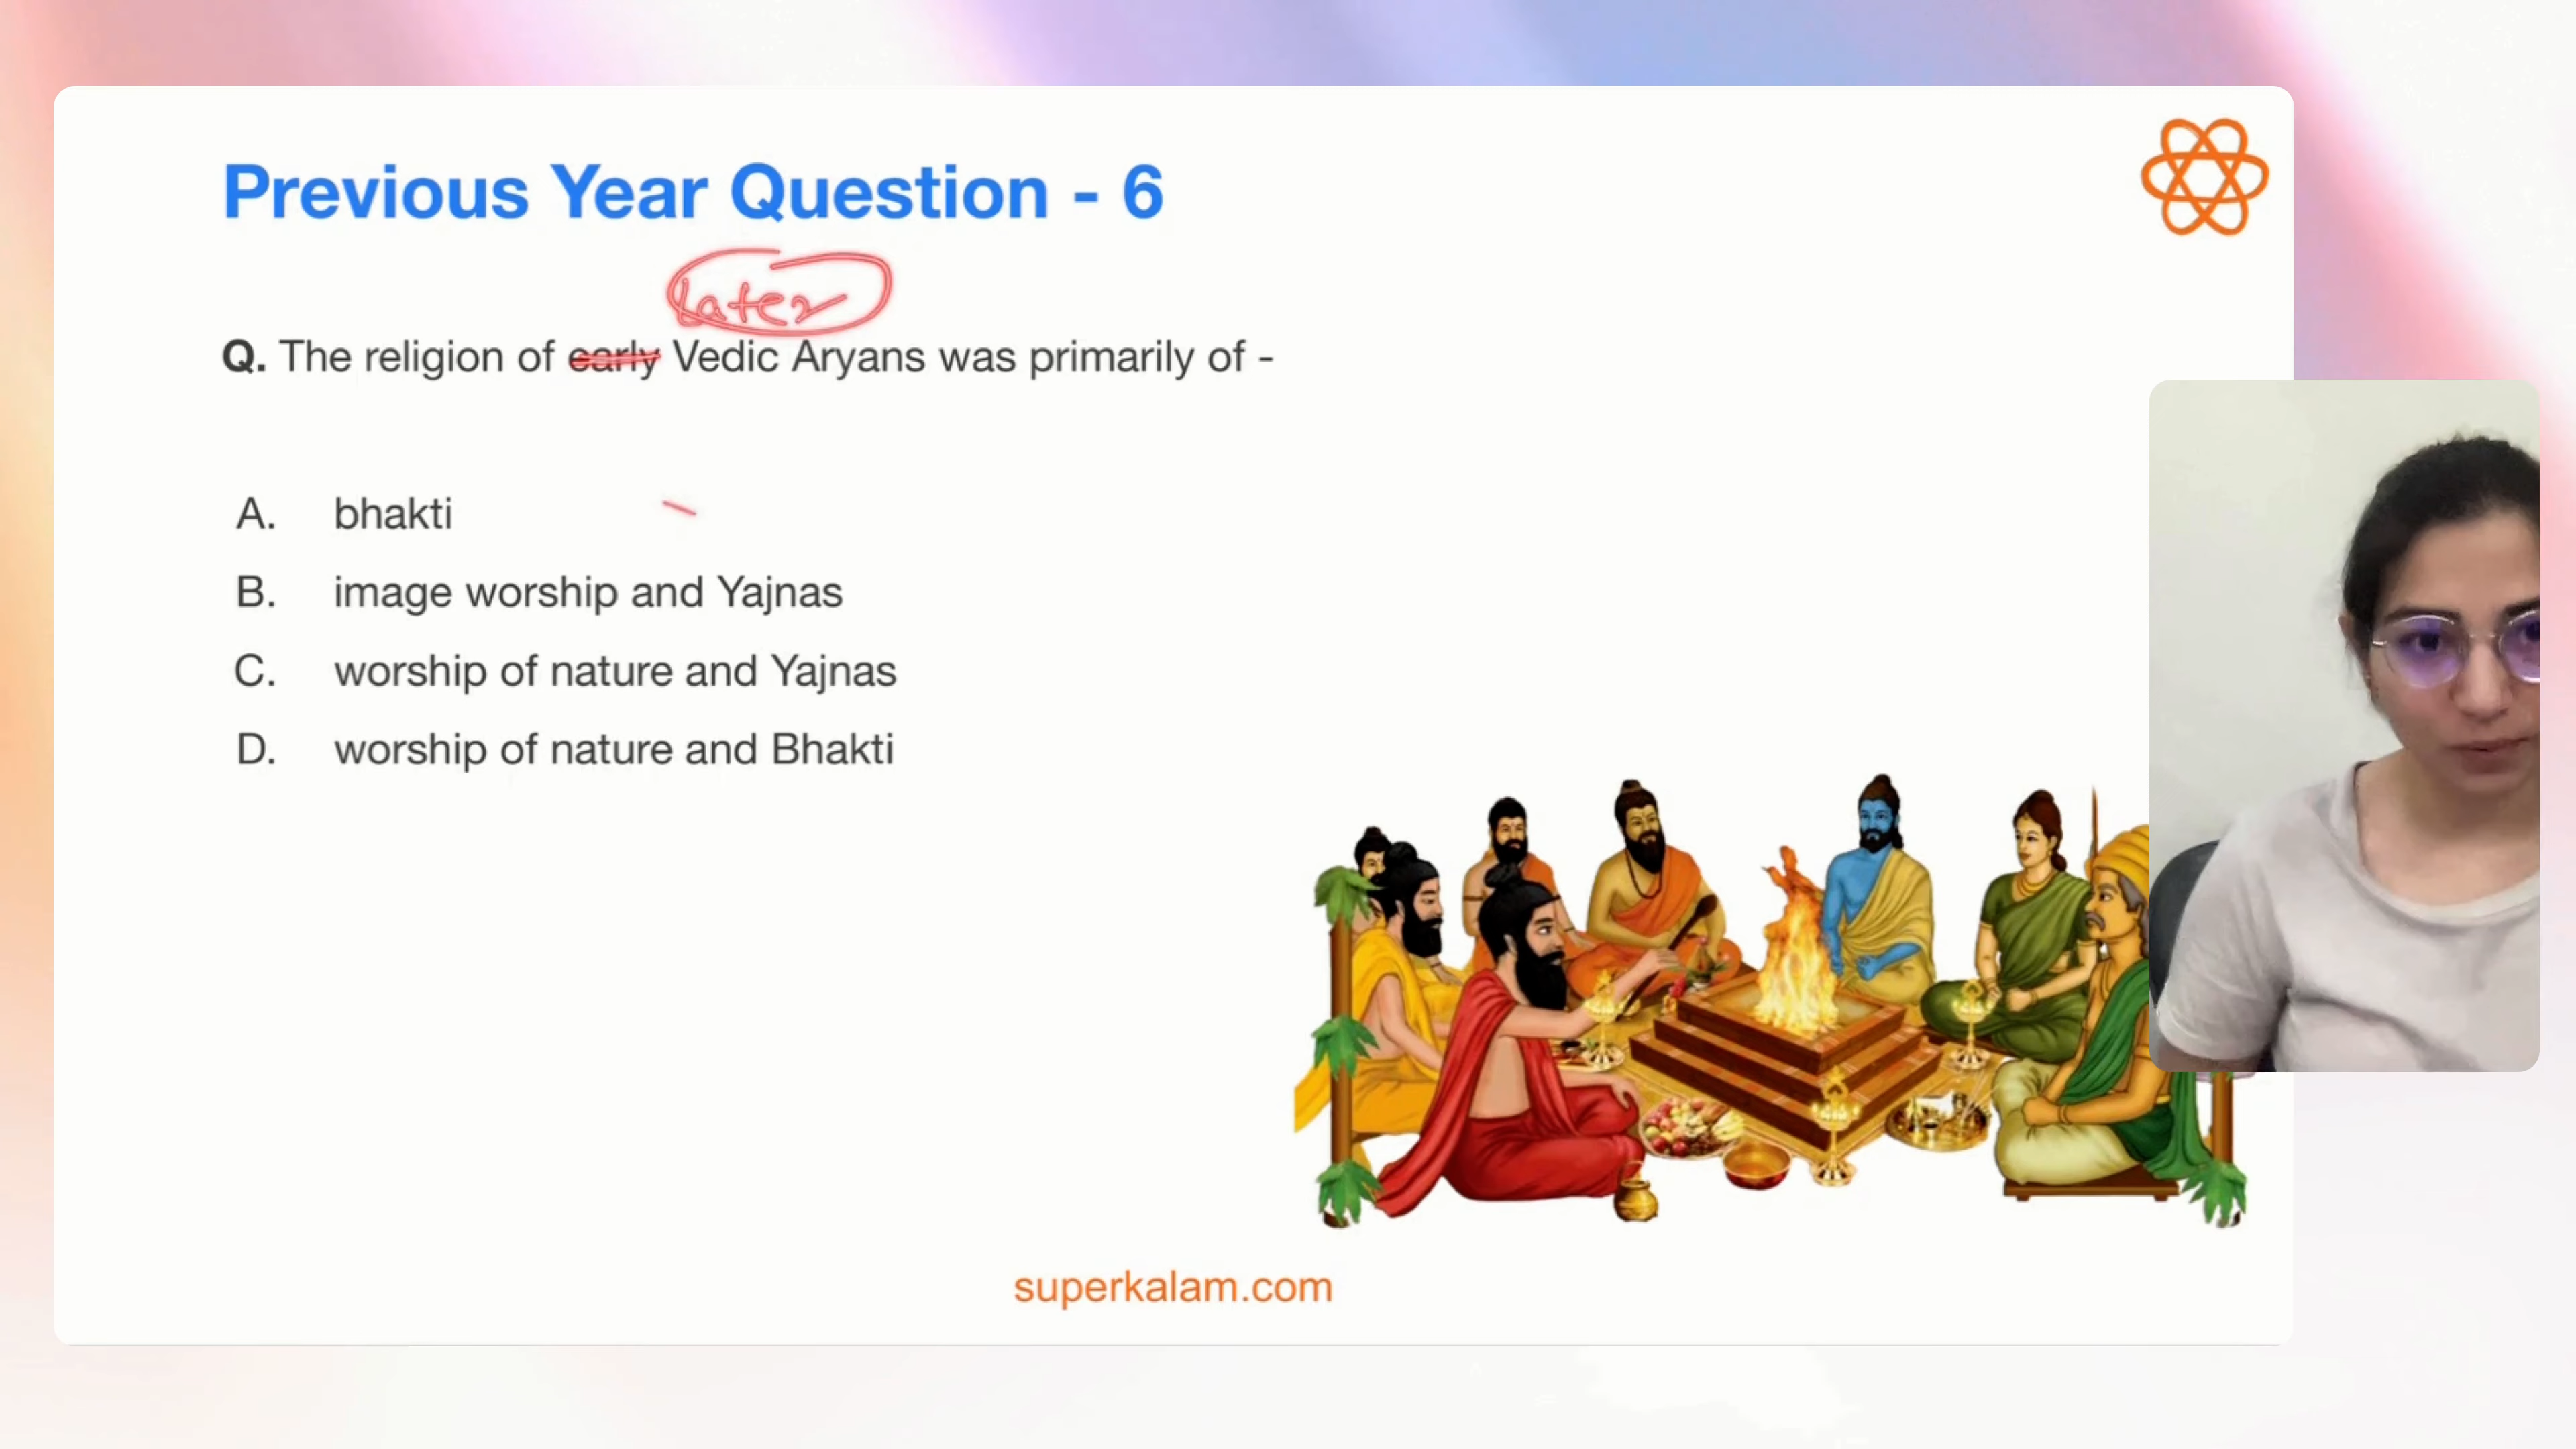 Previous Year Question - 6
Later
Q. The religion of early Vedic Aryans was primarily of -
A. bhakti
B. image worship and Yajnas
C. worship of nature and Yajnas
D. worship of nature and Bhakti
superkalam.com